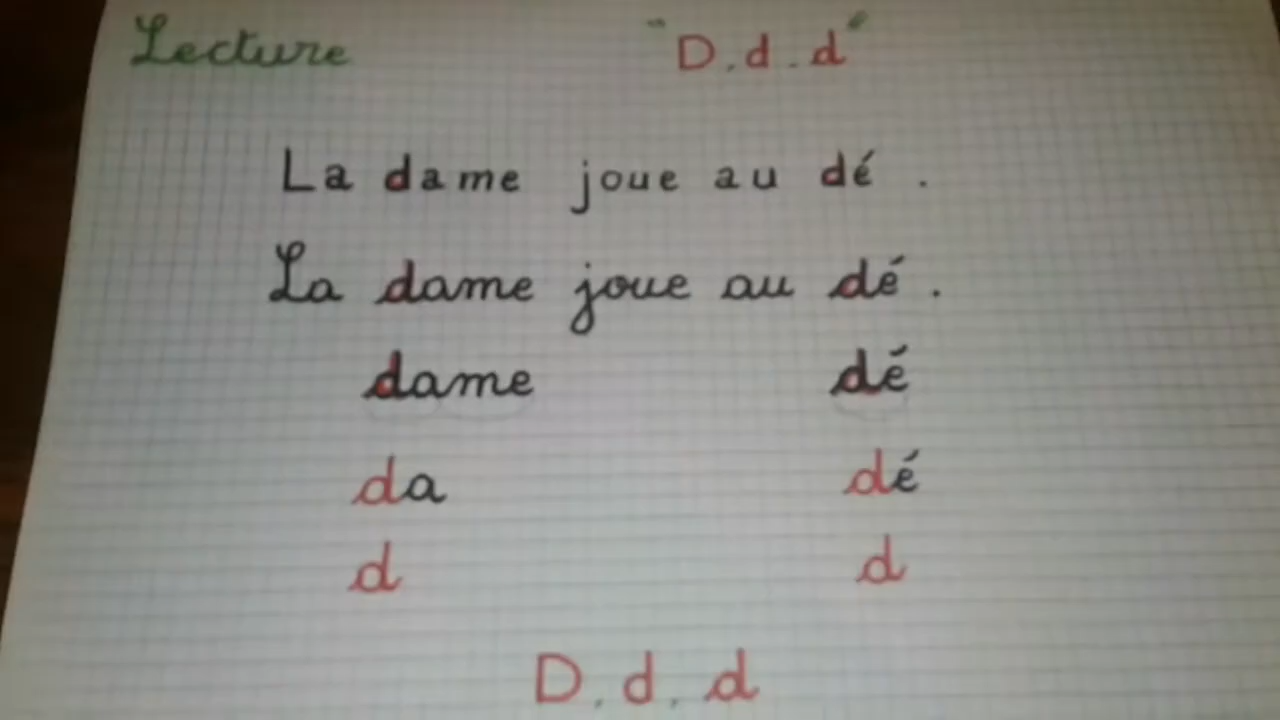 Lecture "D.d.d"
La dame joue au dé.
La dame joue au dé.
dame dé
da dé
d d
D.d.d